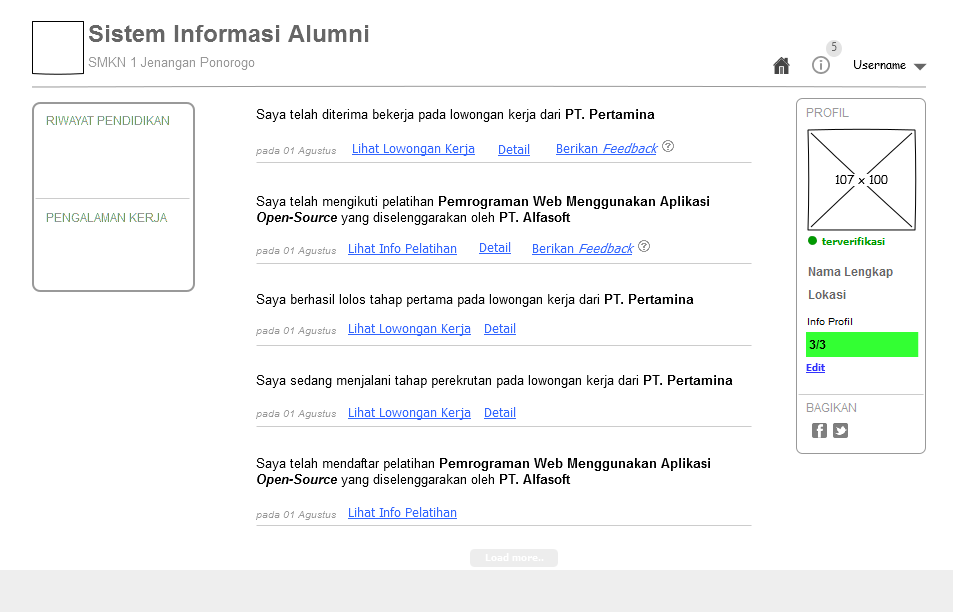 Sistem Informasi Alumni
SMKN 1 Jenangan Ponorogo
5
Username
RIWAYAT PENDIDIKAN
PENGALAMAN KERJA
Saya telah diterima bekerja pada lowongan kerja dari PT. Pertamina
pada 01 Agustus Lihat Lowongan Kerja Detail Berikan Feedback ?
Saya telah mengikuti pelatihan Pemrograman Web Menggunakan Aplikasi
Open-Source yang diselenggarakan oleh PT. Alfasoft
pada 01 Agustus Lihat Info Pelatihan Detail Berikan Feedback ?
Saya berhasil lolos tahap pertama pada lowongan kerja dari PT. Pertamina
pada 01 Agustus Lihat Lowongan Kerja Detail
Saya sedang menjalani tahap perekrutan pada lowongan kerja dari PT. Pertamina
pada 01 Agustus Lihat Lowongan Kerja Detail
Saya telah mendaftar pelatihan Pemrograman Web Menggunakan Aplikasi
Open-Source yang diselenggarakan oleh PT. Alfasoft
pada 01 Agustus Lihat Info Pelatihan
Load more..
PROFIL
107 x 100
terverifikasi
Nama Lengkap
Lokasi
Info Profil
3/3
Edit
BAGIKAN